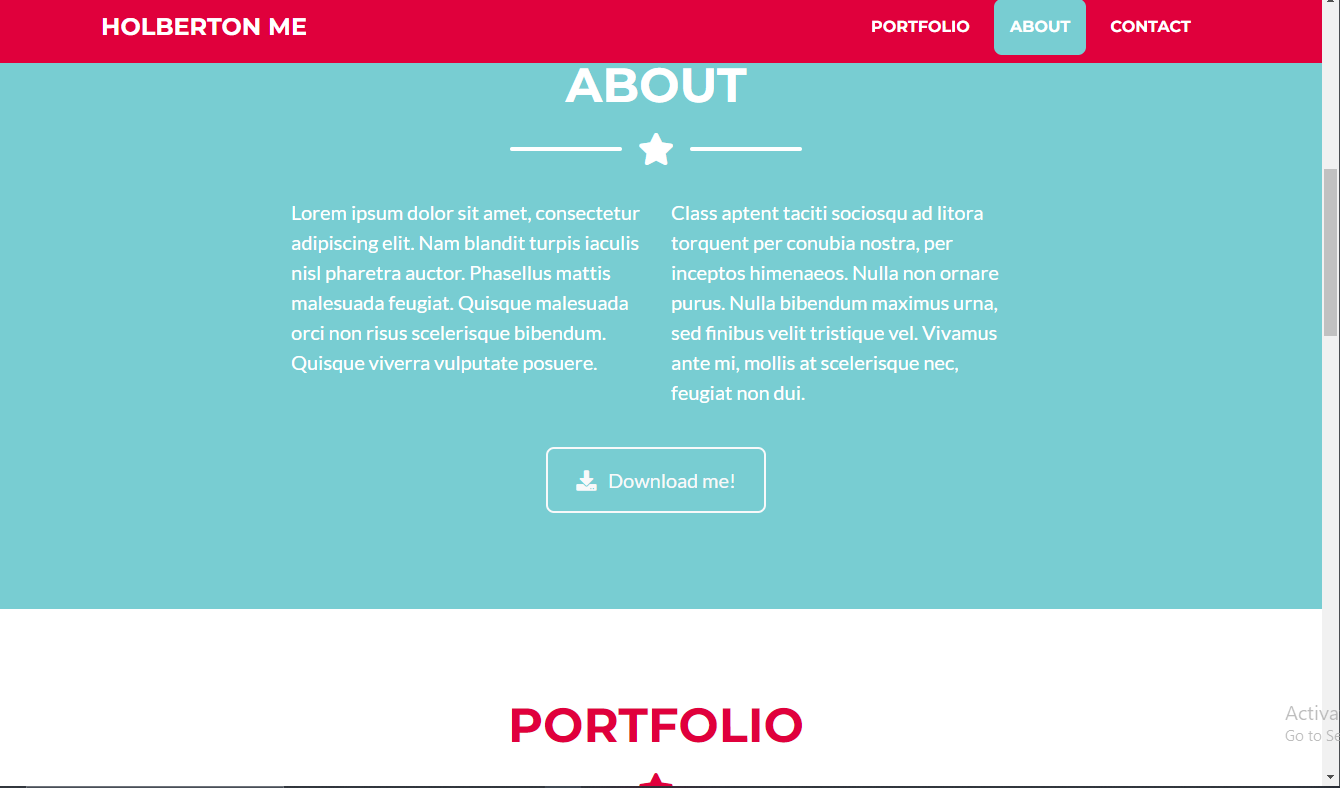 HOLBERTON ME
PORTFOLIO
ABOUT
CONTACT
ABOUT
Lorem ipsum dolor sit amet, consectetur
adipiscing elit. Nam blandit turpis iaculis
nisl pharetra auctor. Phasellus mattis
malesuada feugiat. Quisque malesuada
orci non risus scelerisque bibendum.
Quisque viverra vulputate posuere.
Class aptent taciti sociosqu ad litora
torquent per conubia nostra, per
inceptos himenaeos. Nulla non ornare
purus. Nulla bibendum maximus urna,
sed finibus velit tristique vel. Vivamus
ante mi, mollis at scelerisque nec,
feugiat non dui.
Download me!
PORTFOLIO
Activa
Go to Se